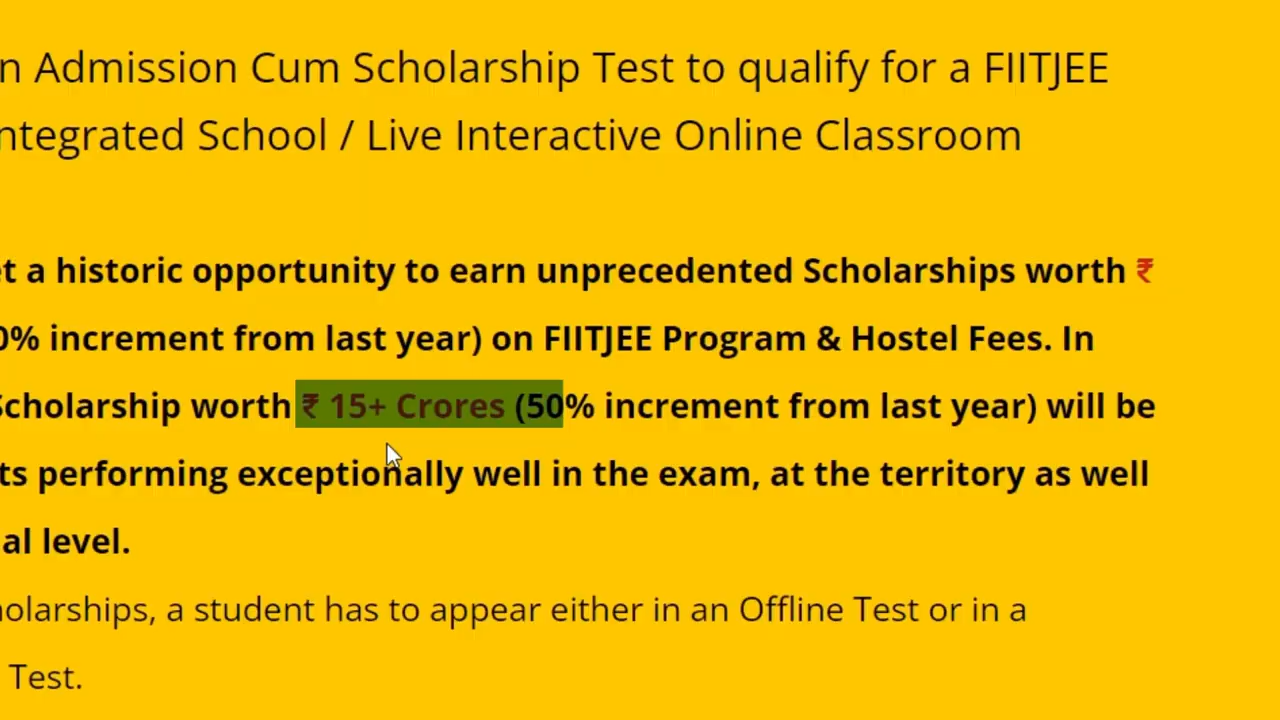 n Admission Cum Scholarship Test to qualify for a FIITJEE
ntegrated School / Live Interactive Online Classroom
et a historic opportunity to earn unprecedented Scholarships worth ₹
0% increment from last year) on FIITJEE Program & Hostel Fees. In
Scholarship worth ₹ 15+ Crores (50% increment from last year) will be
ts performing exceptionally well in the exam, at the territory as well
al level.
holarships, a student has to appear either in an Offline Test or in a
Test.